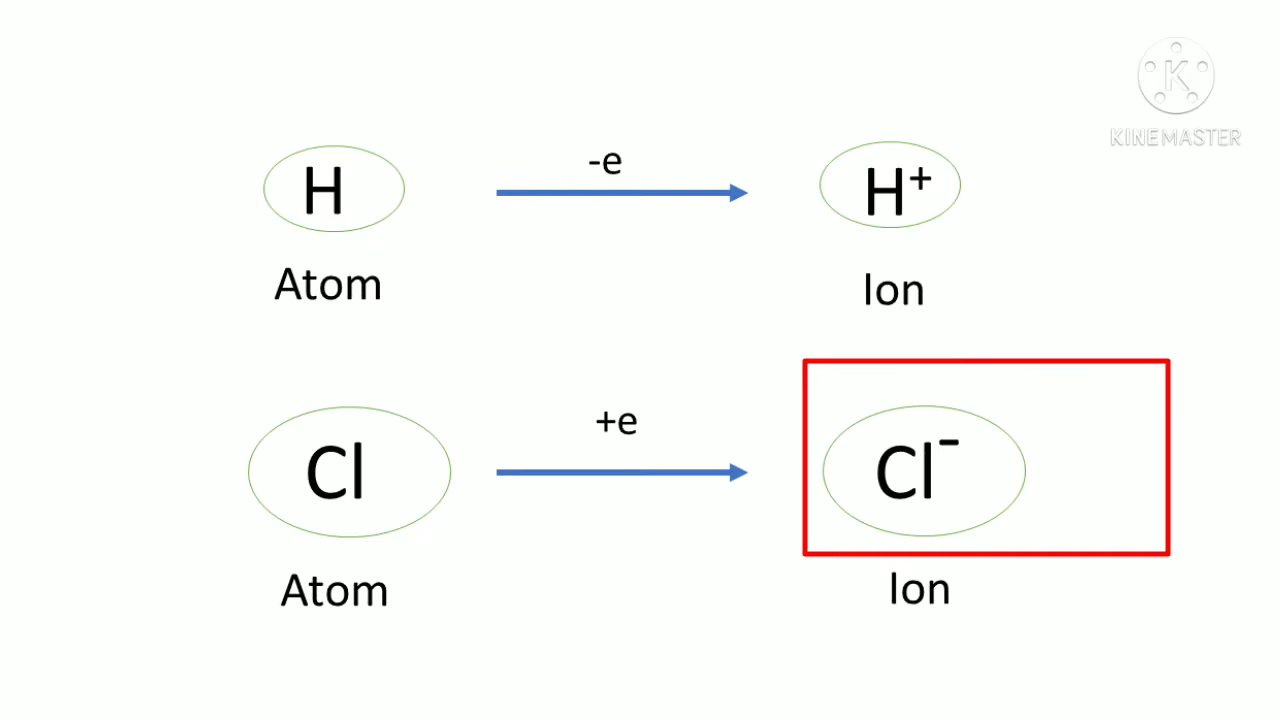 K
KINEMASTER
H
-e
H⁺
Atom
Ion
Cl
+e
Cl⁻
Atom
Ion